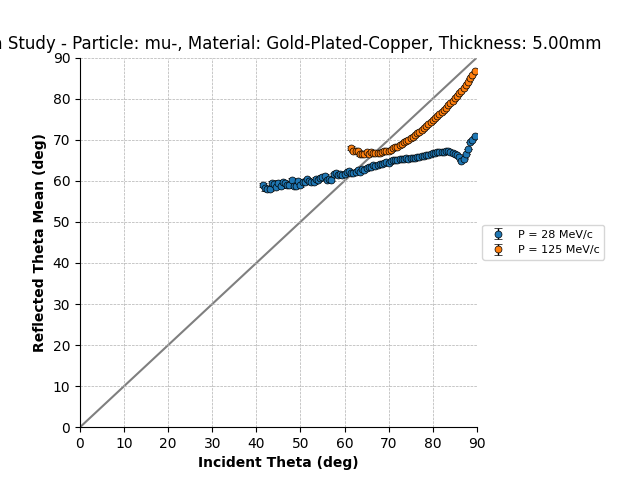 Study - Particle: mu-, Material: Gold-Plated-Copper, Thickness: 5.00mm
90
80
70
60
50
40
30
20
10
0
Reflected Theta Mean (deg)
P = 28 MeV/c
P = 125 MeV/c
0 10 20 30 40 50 60 70 80 90
Incident Theta (deg)